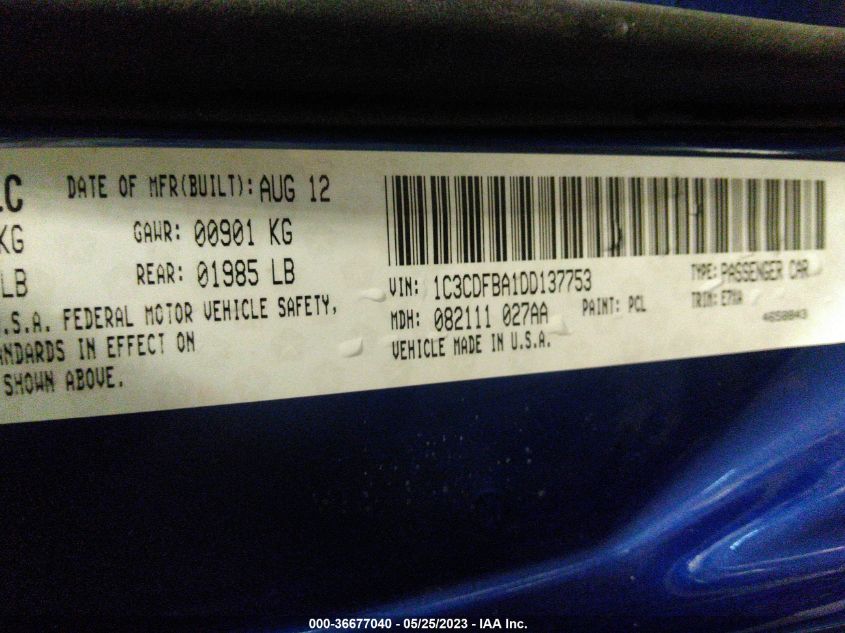 LC DATE OF MFR(BUILT): AUG 12
KG GAWR: 00901 KG
LB REAR: 01985 LB
U.S.A. FEDERAL MOTOR VEHICLE SAFETY,
ANDARDS IN EFFECT ON
SHOWN ABOVE.
VIN: 1C3CDFBA1DD137753 TYPE: PASSENGER CAR
MDH: 082111 027AA PAINT: PCL TRIM: E7XA
VEHICLE MADE IN U.S.A. 4650843
000-36677040 - 05/25/2023 - IAA Inc.